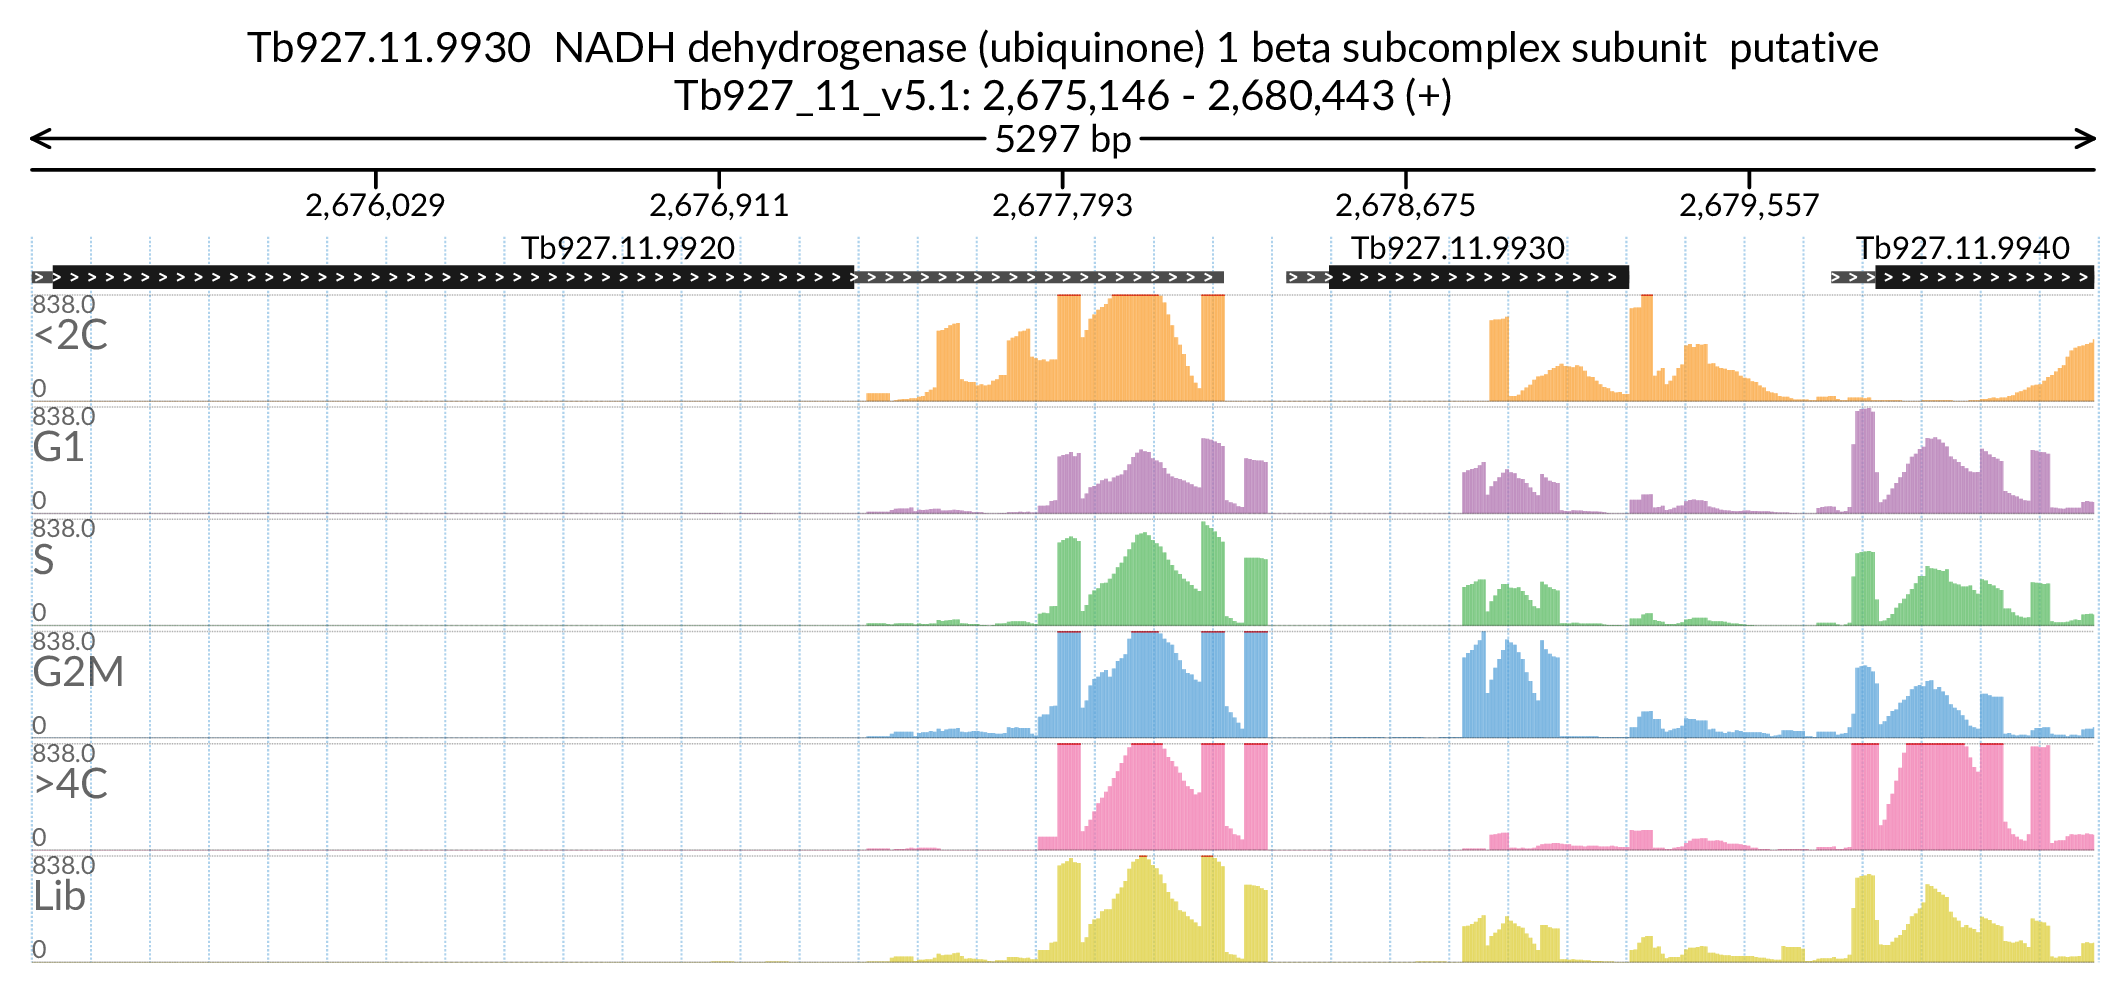 Tb927.11.9930  NADH dehydrogenase (ubiquinone) 1 beta subcomplex subunit  putative
Tb927_11_v5.1: 2,675,146 - 2,680,443 (+)
5297 bp
2,676,029 2,676,911 2,677,793 2,678,675 2,679,557
Tb927.11.9920 Tb927.11.9930 Tb927.11.9940
838.0
<2C
0
838.0
G1
0
838.0
S
0
838.0
G2M
0
838.0
>4C
0
838.0
Lib
0